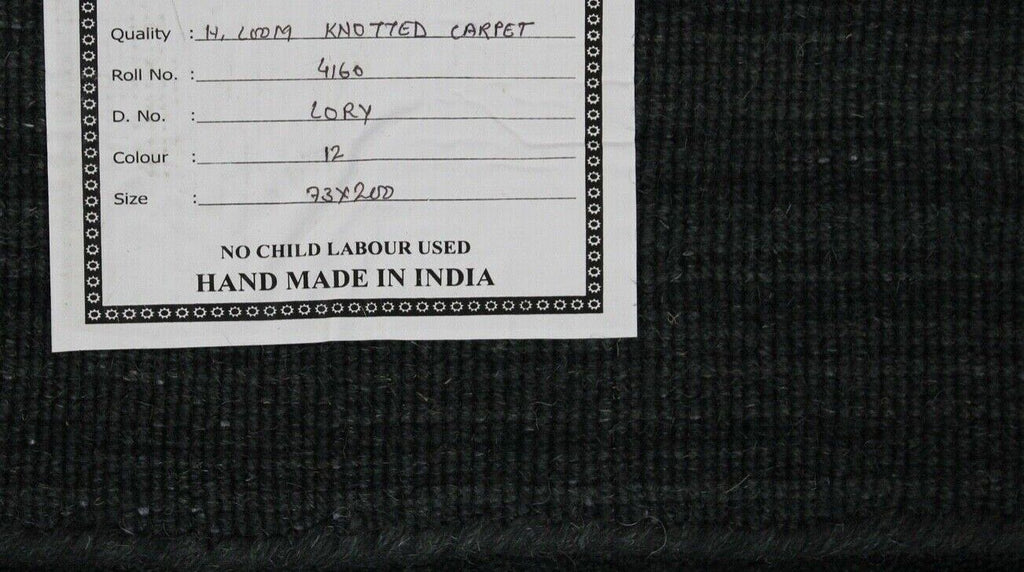 Quality : H, LOOM KNOTTED CARPET
Roll No. : 4160
D. No. : LORY
Colour : 12
Size : 73X200
NO CHILD LABOUR USED
HAND MADE IN INDIA